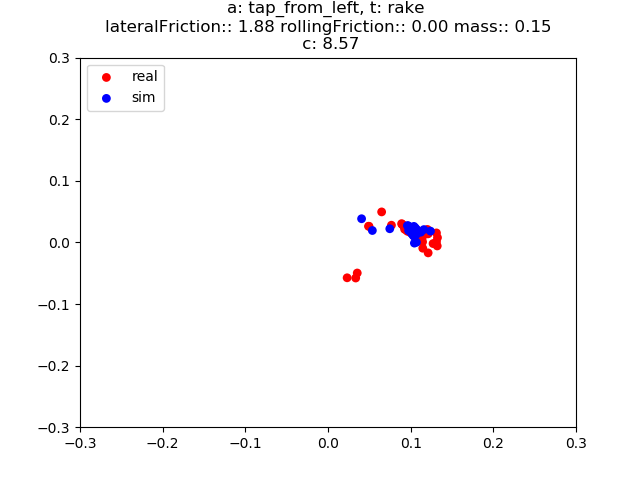 a: tap_from_left, t: rake
lateralFriction:: 1.88 rollingFriction:: 0.00 mass:: 0.15
c: 8.57
real
sim
0.3
0.2
0.1
0.0
−0.1
−0.2
−0.3
−0.3
−0.2
−0.1
0.0
0.1
0.2
0.3